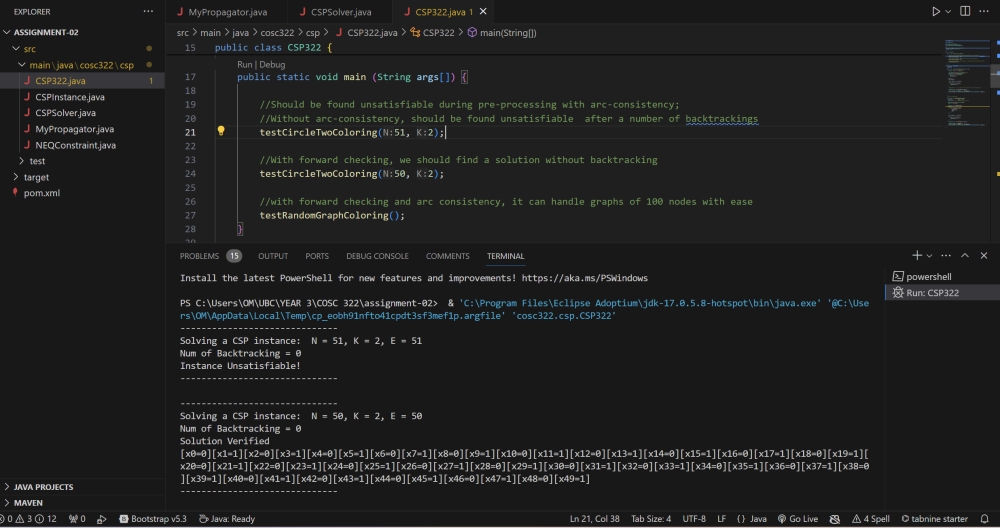 EXPLORER ...
MyPropagator.java CSPSolver.java CSP322.java 1 ✕
ASSIGNMENT-02
src
main\java\cosc322\csp
CSP322.java 1
CSPInstance.java
CSPSolver.java
MyPropagator.java
NEQConstraint.java
test
target
pom.xml
src > main > java > cosc322 > csp > CSP322.java > CSP322 > main(String[])
15 public class CSP322 {
Run | Debug
17 public static void main (String args[]) {
18
19 //Should be found unsatisfiable during pre-processing with arc-consistency;
20 //Without arc-consistency, should be found unsatisfiable  after a number of backtrackings
21 testCircleTwoColoring(N:51, K:2);
22
23 //With forward checking, we should find a solution without backtracking
24 testCircleTwoColoring(N:50, K:2);
25
26 //with forward checking and arc consistency, it can handle graphs of 100 nodes with ease
27 testRandomGraphColoring();
28 }
PROBLEMS 15 OUTPUT PORTS DEBUG CONSOLE COMMENTS TERMINAL
powershell
Run: CSP322
Install the latest PowerShell for new features and improvements! https://aka.ms/PSWindows
PS C:\Users\OM\UBC\YEAR 3\COSC 322\assignment-02>  & 'C:\Program Files\Eclipse Adoptium\jdk-17.0.5.8-hotspot\bin\java.exe' '@C:\Use
rs\OM\AppData\Local\Temp\cp_eobh91nfto41cpdt3sf3mef1p.argfile' 'cosc322.csp.CSP322'
------------------------------
Solving a CSP instance:  N = 51, K = 2, E = 51
Num of Backtracking = 0
Instance Unsatisfiable!
------------------------------
------------------------------
Solving a CSP instance:  N = 50, K = 2, E = 50
Num of Backtracking = 0
Solution Verified
[x0=0][x1=1][x2=0][x3=1][x4=0][x5=1][x6=0][x7=1][x8=0][x9=1][x10=0][x11=1][x12=0][x13=1][x14=0][x15=1][x16=0][x17=1][x18=0][x19=1][
x20=0][x21=1][x22=0][x23=1][x24=0][x25=1][x26=0][x27=1][x28=0][x29=1][x30=0][x31=1][x32=0][x33=1][x34=0][x35=1][x36=0][x37=1][x38=0
][x39=1][x40=0][x41=1][x42=0][x43=1][x44=0][x45=1][x46=0][x47=1][x48=0][x49=1]
------------------------------
JAVA PROJECTS
MAVEN
0 3 12 0 Bootstrap v5.3 Java: Ready Ln 21, Col 38 Tab Size: 4 UTF-8 LF {} Java Go Live 4 Spell tabnine starter